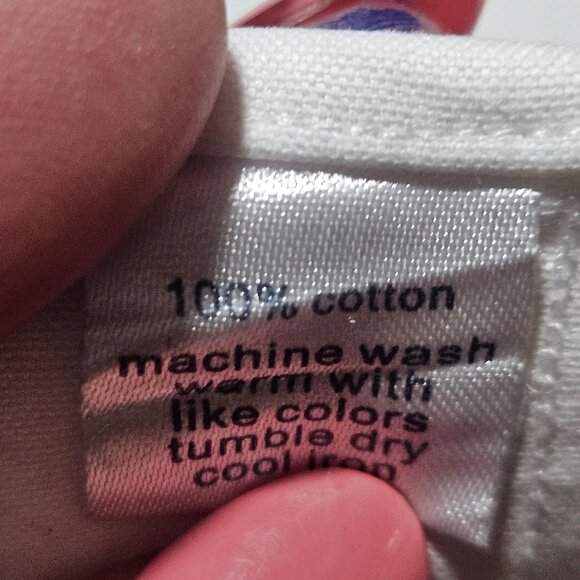 100% cotton
machine wash
warm with
like colors
tumble dry
cool iron